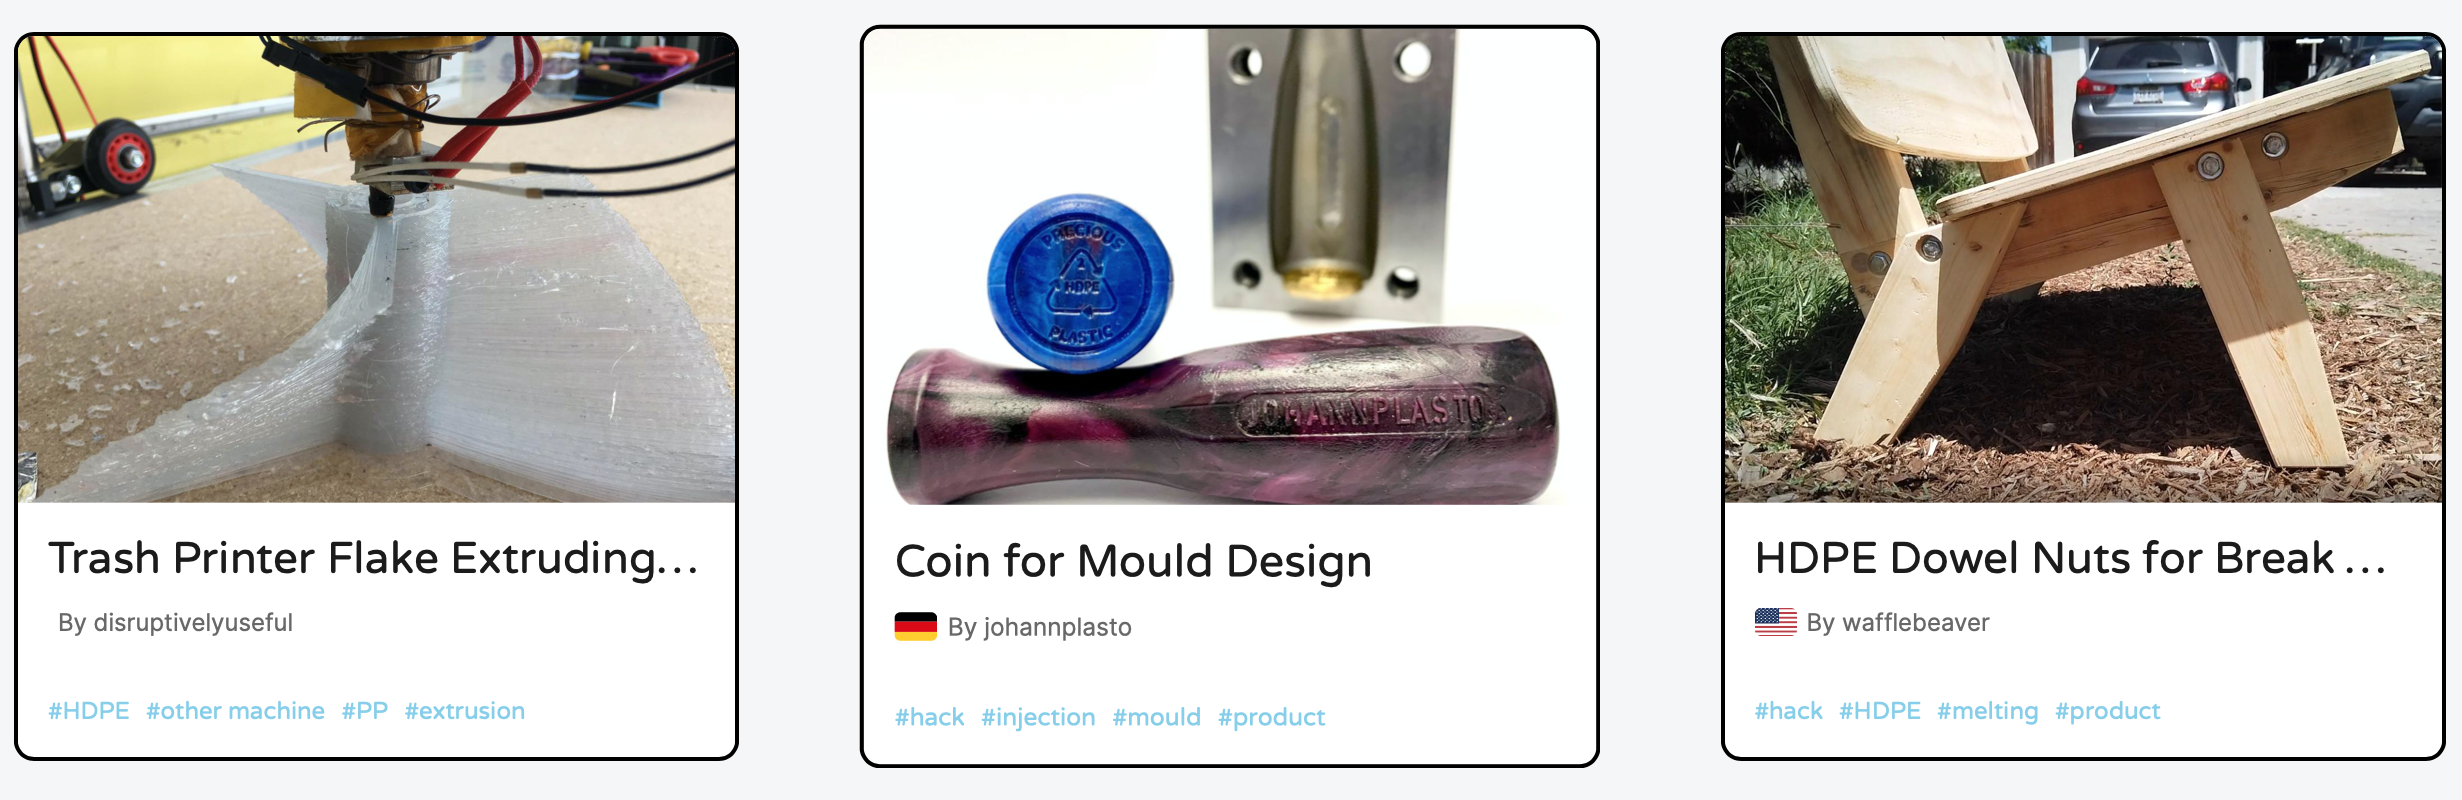 Trash Printer Flake Extruding...
By disruptivelyuseful
#HDPE #other machine #PP #extrusion
PRECIOUS
2
HDPE
PLASTIC
JOHANNPLASTO
Coin for Mould Design
By johannplasto
#hack #injection #mould #product
HDPE Dowel Nuts for Break ...
By wafflebeaver
#hack #HDPE #melting #product